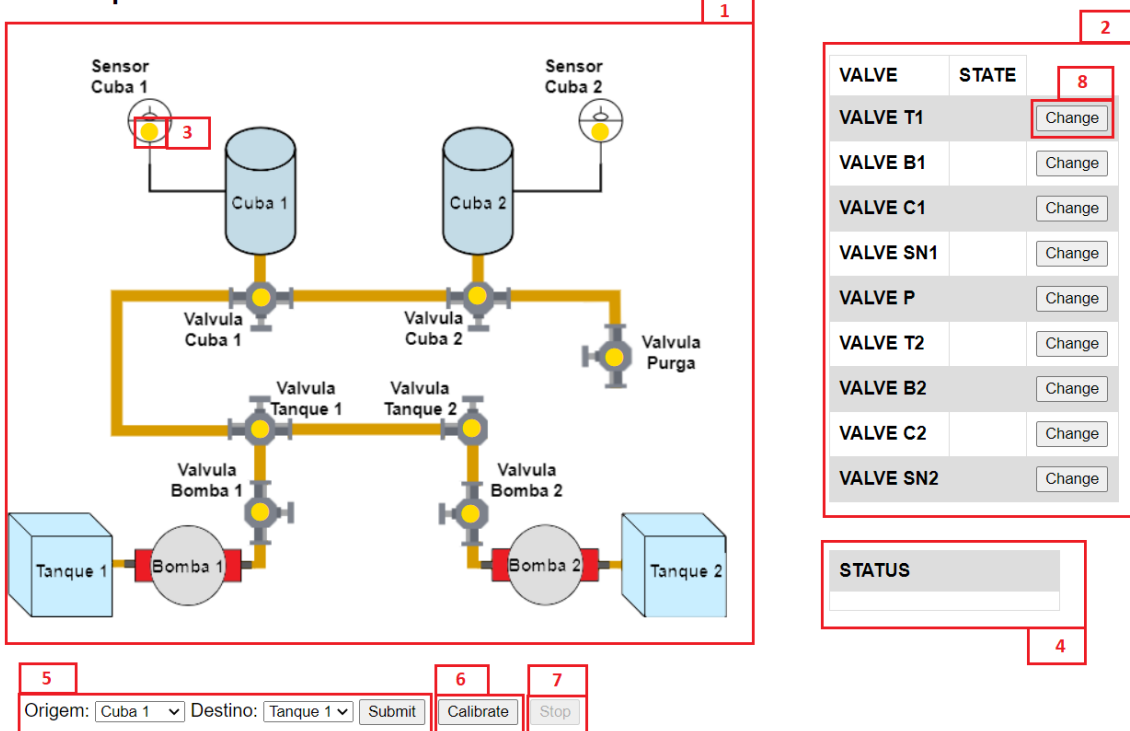 1
2
Sensor
Cuba 1
Sensor
Cuba 2
3
Cuba 1
Cuba 2
Valvula
Cuba 1
Valvula
Cuba 2
Valvula
Purga
Valvula
Tanque 1
Valvula
Tanque 2
Valvula
Bomba 1
Valvula
Bomba 2
Tanque 1
Bomba 1
Bomba 2
Tanque 2
VALVE STATE
8
VALVE T1 Change
VALVE B1 Change
VALVE C1 Change
VALVE SN1 Change
VALVE P Change
VALVE T2 Change
VALVE B2 Change
VALVE C2 Change
VALVE SN2 Change
STATUS
4
5
6
7
Origem: Cuba 1 Destino: Tanque 1 Submit Calibrate Stop